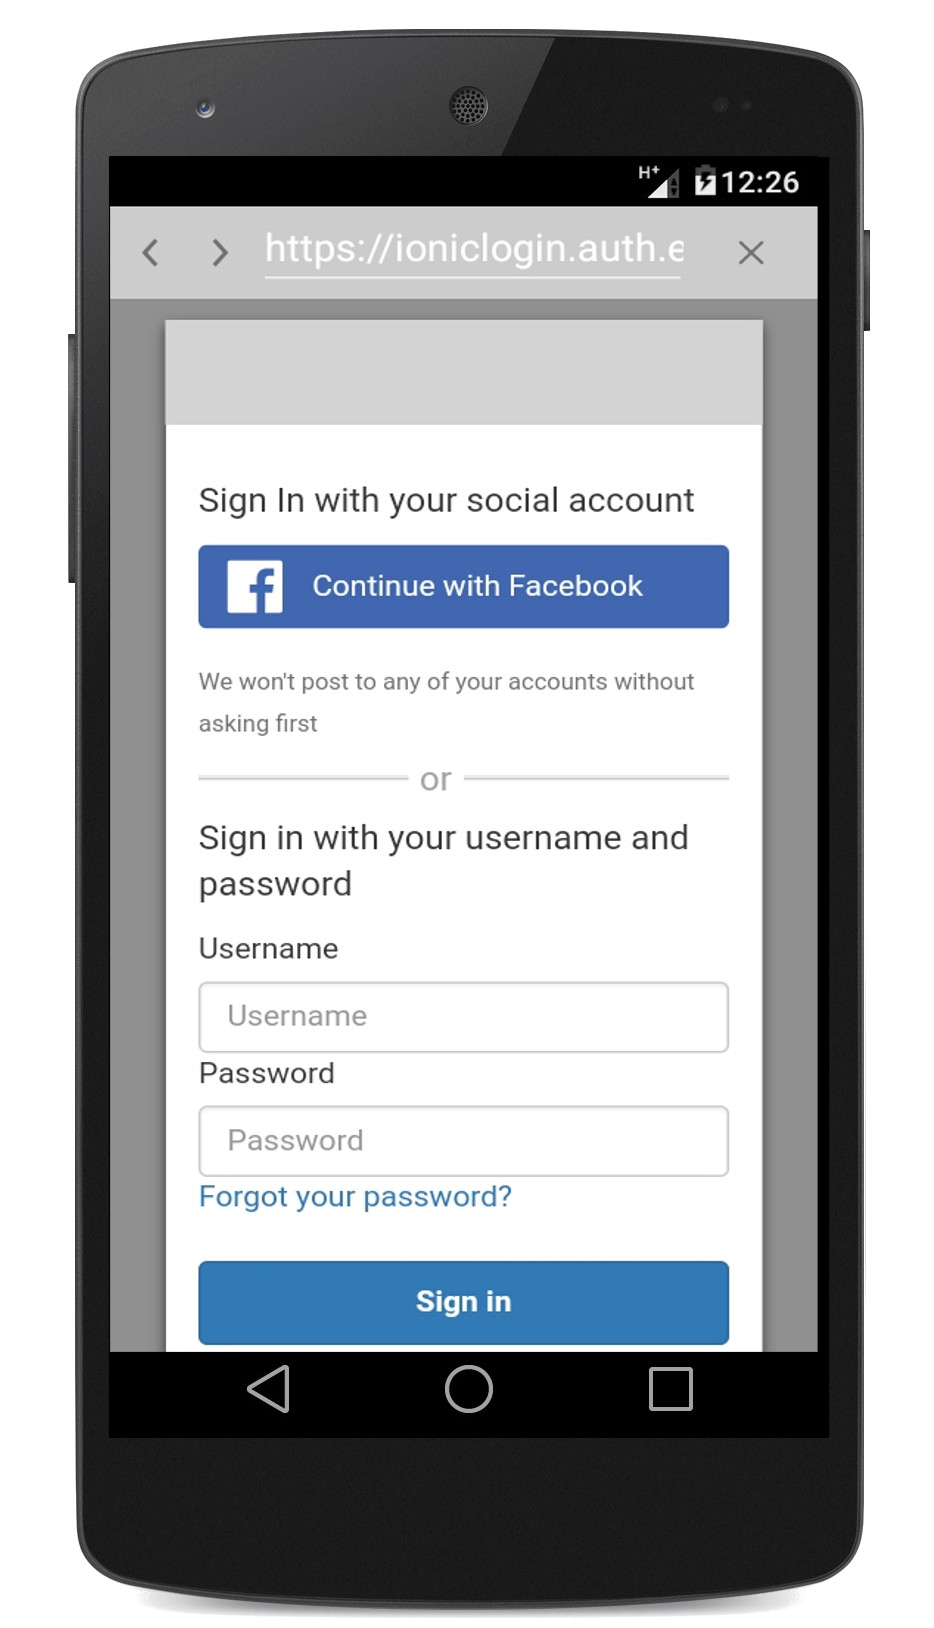 H+ 12:26
https://ioniclogin.auth.e
Sign In with your social account
Continue with Facebook
We won't post to any of your accounts without
asking first
or
Sign in with your username and
password
Username
Username
Password
Password
Forgot your password?
Sign in